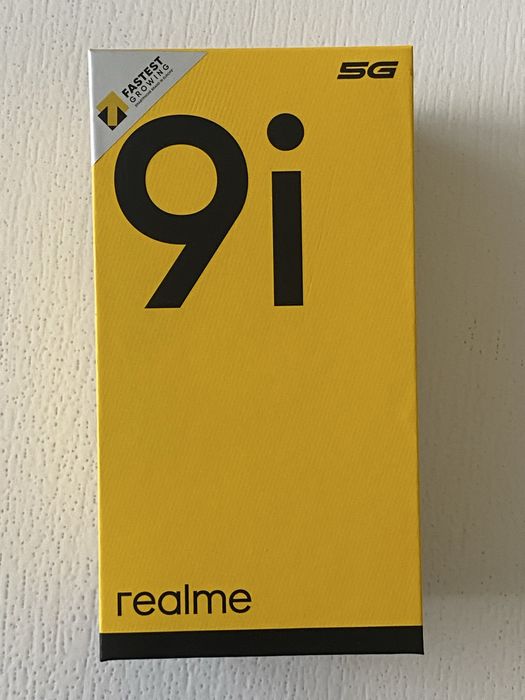 FASTEST
GROWING
5G
9i
realme